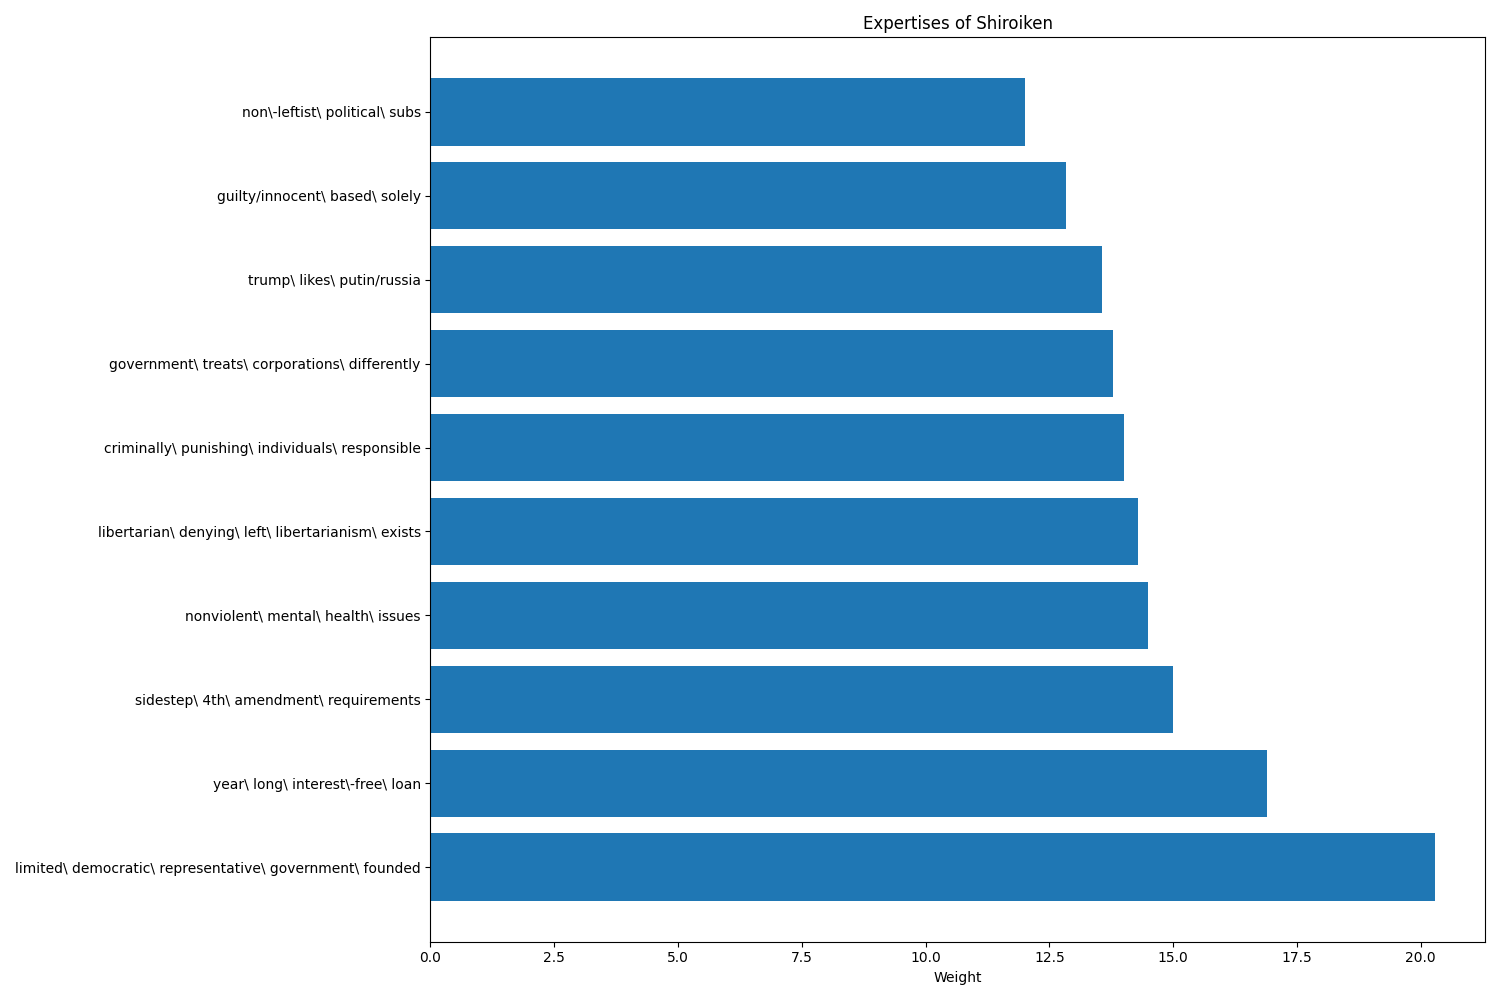 Expertises of Shiroiken
non\-leftist\ political\ subs
guilty/innocent\ based\ solely
trump\ likes\ putin/russia
government\ treats\ corporations\ differently
criminally\ punishing\ individuals\ responsible
libertarian\ denying\ left\ libertarianism\ exists
nonviolent\ mental\ health\ issues
sidestep\ 4th\ amendment\ requirements
year\ long\ interest\-free\ loan
limited\ democratic\ representative\ government\ founded
0.0 2.5 5.0 7.5 10.0 12.5 15.0 17.5 20.0
Weight